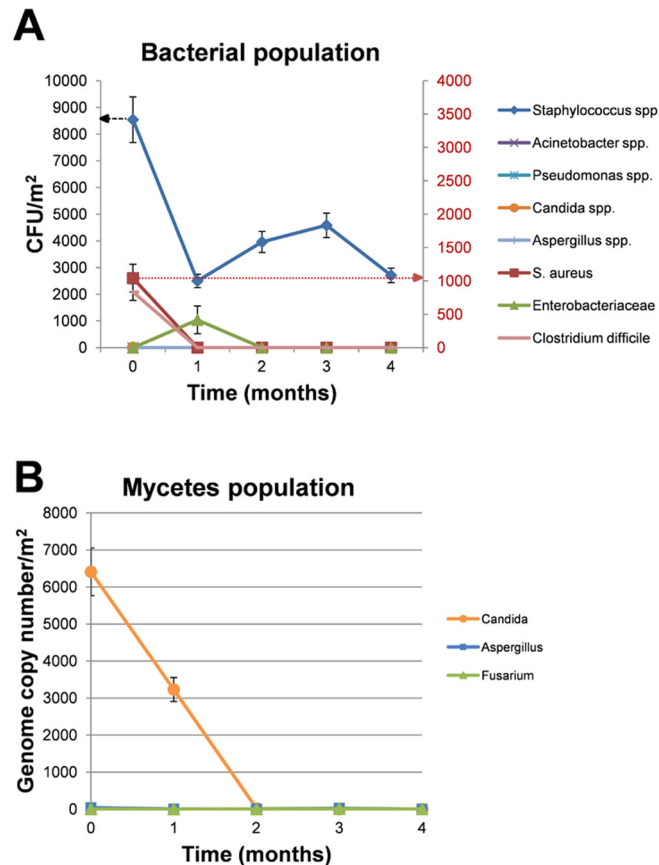 A
Bacterial population
10000
9000
8000
7000
6000
5000
4000
3000
2000
1000
0
CFU/m²
4000
3500
3000
2500
2000
1500
1000
500
0
0 1 2 3 4
Time (months)
Staphylococcus spp
Acinetobacter spp.
Pseudomonas spp.
Candida spp.
Aspergillus spp.
S. aureus
Enterobacteriaceae
Clostridium difficile
B
Mycetes population
8000
7000
6000
5000
4000
3000
2000
1000
0
Genome copy number/m²
0 1 2 3 4
Time (months)
Candida
Aspergillus
Fusarium